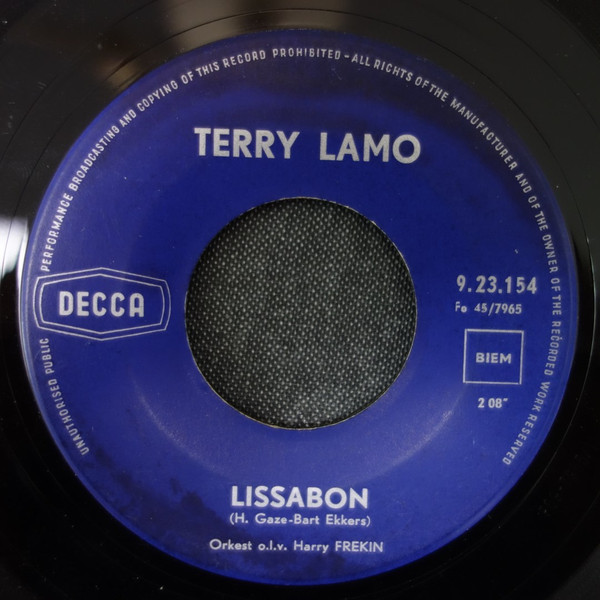 UNAUTHORISED PUBLIC PERFORMANCE BROADCASTING AND COPYING OF THIS RECORD PROHIBITED - ALL RIGHTS OF THE MANUFACTURER AND OF THE OWNER OF THE RECORDED WORK RESERVED
TERRY LAMO
DECCA
9.23.154
Fe 45/7965
BIEM
2 08"
LISSABON
(H. Gaze-Bart Ekkers)
Orkest o.l.v. Harry FREKIN